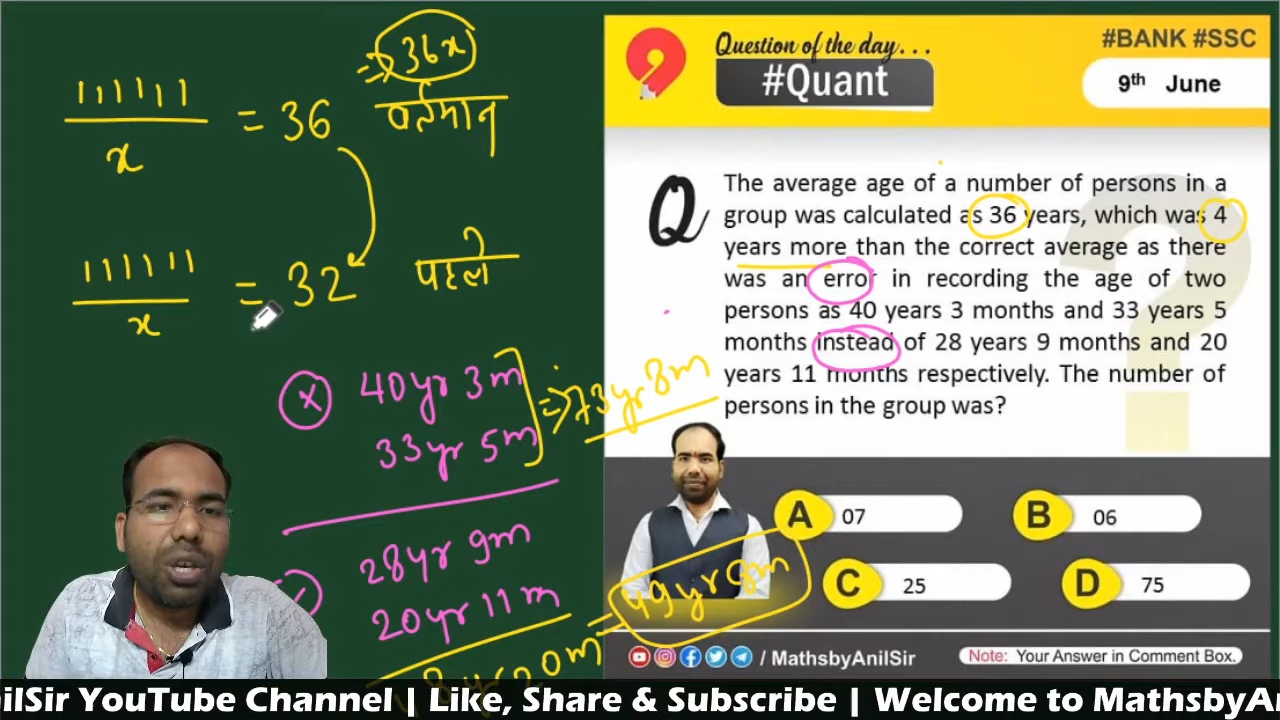 ⇒ 36x
11111 / x = 36 वर्तमान
111111 / x = 32 पहले
X 40yr 3m
33yr 5m
⇒ 73yr 8m
28yr 9m
20yr 11m
48yr 20m
= 49yr 8m
Question of the day...
#Quant
#BANK #SSC
9th June
Q The average age of a number of persons in a
group was calculated as 36 years, which was 4
years more than the correct average as there
was an error in recording the age of two
persons as 40 years 3 months and 33 years 5
months instead of 28 years 9 months and 20
years 11 months respectively. The number of
persons in the group was?
A 07
B 06
C 25
D 75
/ MathsbyAnilSir
Note: Your Answer in Comment Box.
nilSir YouTube Channel | Like, Share & Subscribe | Welcome to MathsbyAn